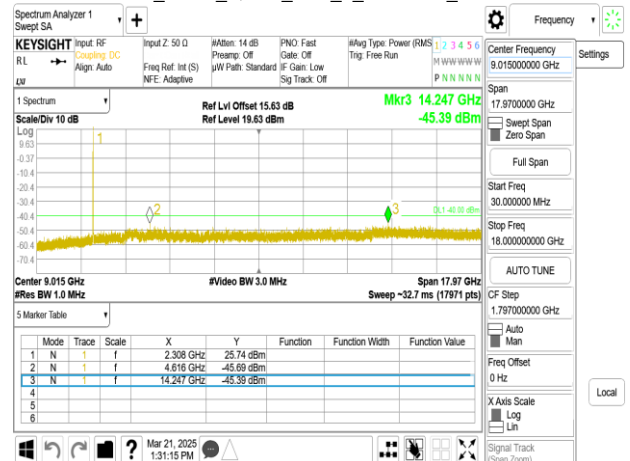 Spectrum Analyzer 1
Swept SA
Frequency
KEYSIGHT
RL
Input: RF
Coupling: DC
Align: Auto
Input Z: 50 Ω
Freq Ref: Int (S)
NFE: Adaptive
#Atten: 14 dB
Preamp: Off
µW Path: Standard
PNO: Fast
Gate: Off
IF Gain: Low
Sig Track: Off
#Avg Type: Power (RMS
Trig: Free Run
1 2 3 4 5 6
M W W W W W
P N N N N N
Center Frequency
9.015000000 GHz
Settings
1 Spectrum
Scale/Div 10 dB
Ref Lvl Offset 15.63 dB
Ref Level 19.63 dBm
Mkr3 14.247 GHz
-45.39 dBm
Span
17.9700000 GHz
Swept Span
Zero Span
Full Span
Log
9.63
-0.37
-10.4
-20.4
-30.4
-40.4
-50.4
-60.4
-70.4
1
2
3
DL1 -40.00 dBm
Start Freq
30.000000 MHz
Stop Freq
18.000000000 GHz
AUTO TUNE
Center 9.015 GHz
#Res BW 1.0 MHz
#Video BW 3.0 MHz
Span 17.97 GHz
Sweep ~32.7 ms (17971 pts)
CF Step
1.797000000 GHz
Auto
Man
5 Marker Table
Mode Trace Scale X Y Function Function Width Function Value
1 N 1 f 2.308 GHz 25.74 dBm
2 N 1 f 4.616 GHz -45.69 dBm
3 N 1 f 14.247 GHz -45.39 dBm
4
5
6
Freq Offset
0 Hz
X Axis Scale
Log
Lin
Local
Signal Track
(Span Zoom)
?
Mar 21, 2025
1:31:15 PM